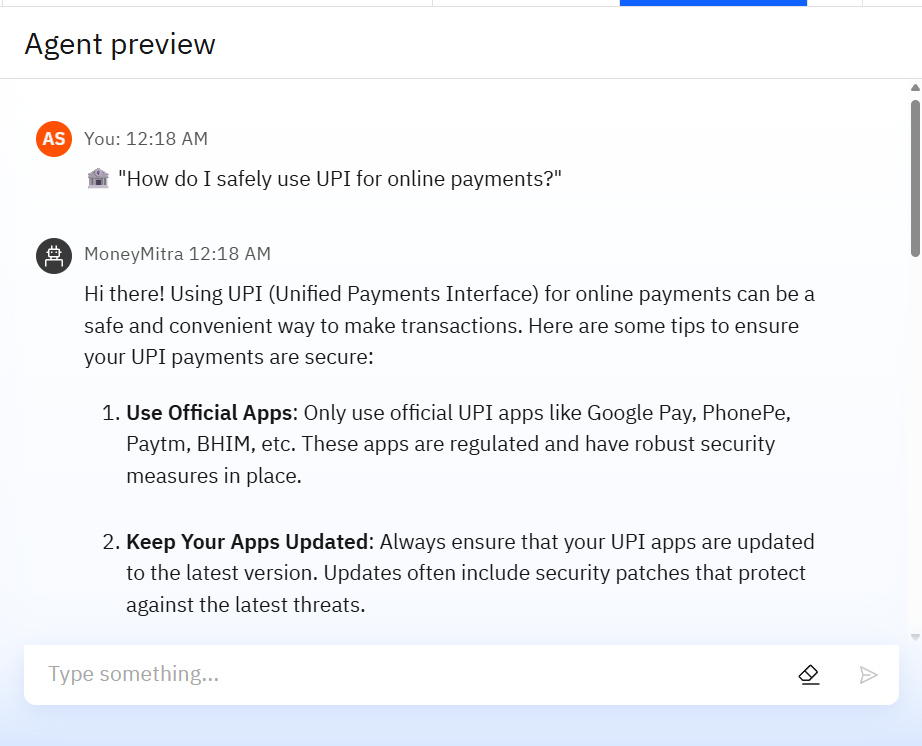 Agent preview
AS
You: 12:18 AM
🏛 "How do I safely use UPI for online payments?"
MoneyMitra 12:18 AM
Hi there! Using UPI (Unified Payments Interface) for online payments can be a
safe and convenient way to make transactions. Here are some tips to ensure
your UPI payments are secure:
1. Use Official Apps: Only use official UPI apps like Google Pay, PhonePe,
Paytm, BHIM, etc. These apps are regulated and have robust security
measures in place.
2. Keep Your Apps Updated: Always ensure that your UPI apps are updated
to the latest version. Updates often include security patches that protect
against the latest threats.
Type something...